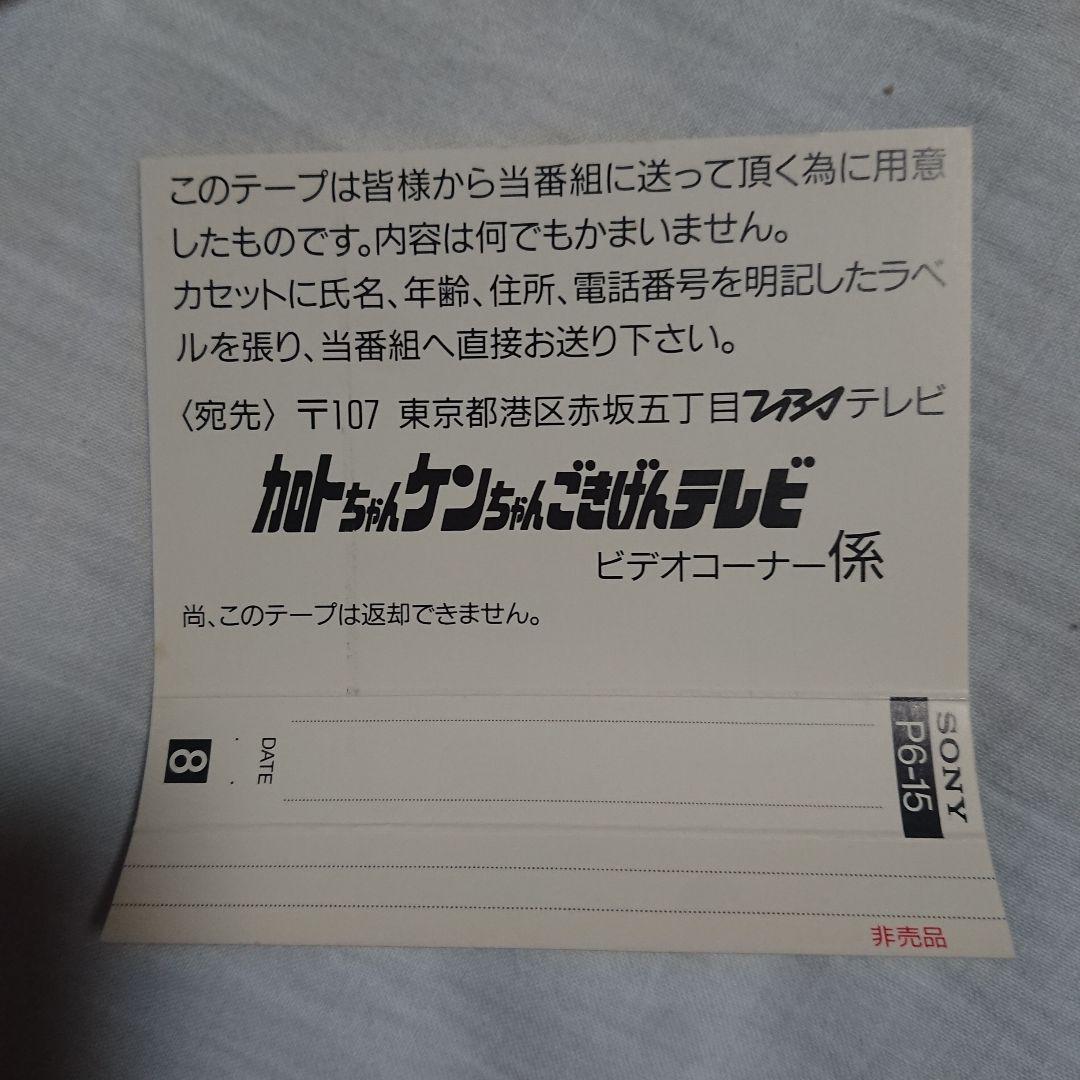 このテープは皆様から当番組に送って頂く為に用意
したものです。内容は何でもかまいません。
カセットに氏名、年齢、住所、電話番号を明記したラベ
ルを張り、当番組へ直接お送り下さい。
〈宛先〉 〒107 東京都港区赤坂五丁目TBSテレビ
加トちゃんケンちゃんごきげんテレビ
ビデオコーナー係
尚、このテープは返却できません。
8
DATE
SONY
P6-15
非売品